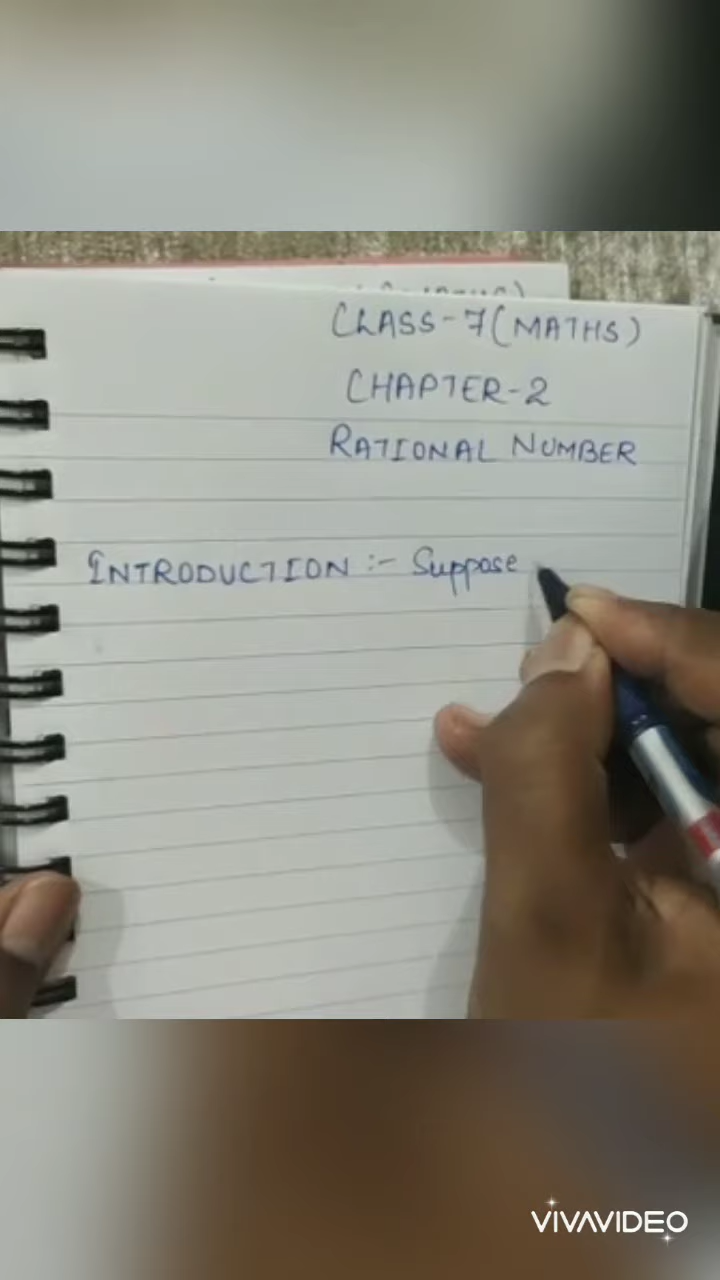 CLASS-7(MATHS)
CHAPTER-2
RATIONAL NUMBER
INTRODUCTION :- Suppose
VIVAVIDEO